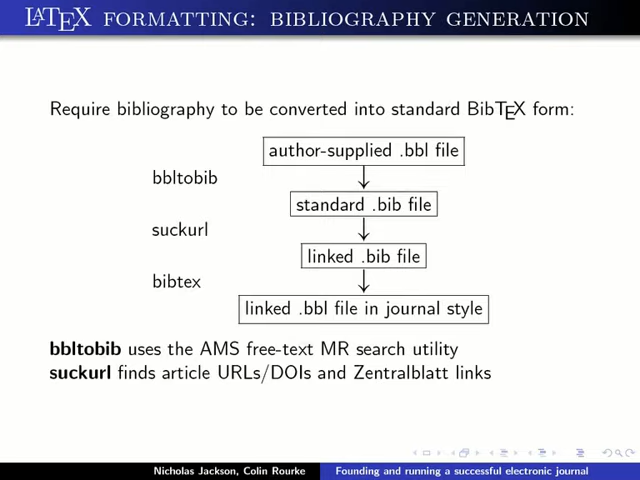 LATEX FORMATTING: BIBLIOGRAPHY GENERATION
Require bibliography to be converted into standard BibTEX form:
author-supplied .bbl file
bbltobib
standard .bib file
suckurl
linked .bib file
bibtex
linked .bbl file in journal style
bbltobib uses the AMS free-text MR search utility
suckurl finds article URLs/DOIs and Zentralblatt links
Nicholas Jackson, Colin Rourke Founding and running a successful electronic journal